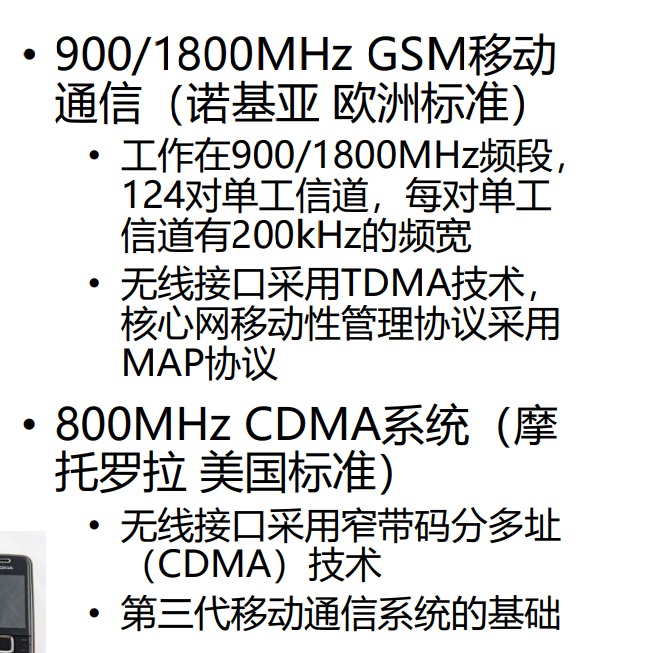 • 900/1800MHz GSM移动
通信（诺基亚 欧洲标准）
• 工作在900/1800MHz频段，
124对单工信道，每对单工
信道有200kHz的频宽
• 无线接口采用TDMA技术，
核心网移动性管理协议采用
MAP协议
• 800MHz CDMA系统（摩
托罗拉 美国标准）
• 无线接口采用窄带码分多址
（CDMA）技术
• 第三代移动通信系统的基础